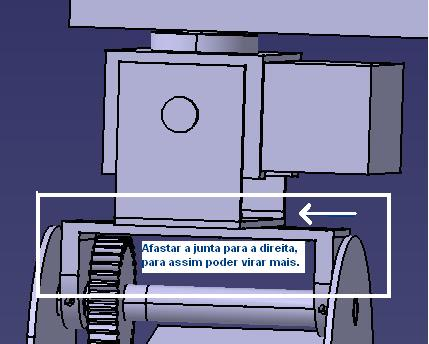 Afastar a junta para a direita,
para assim poder virar mais.